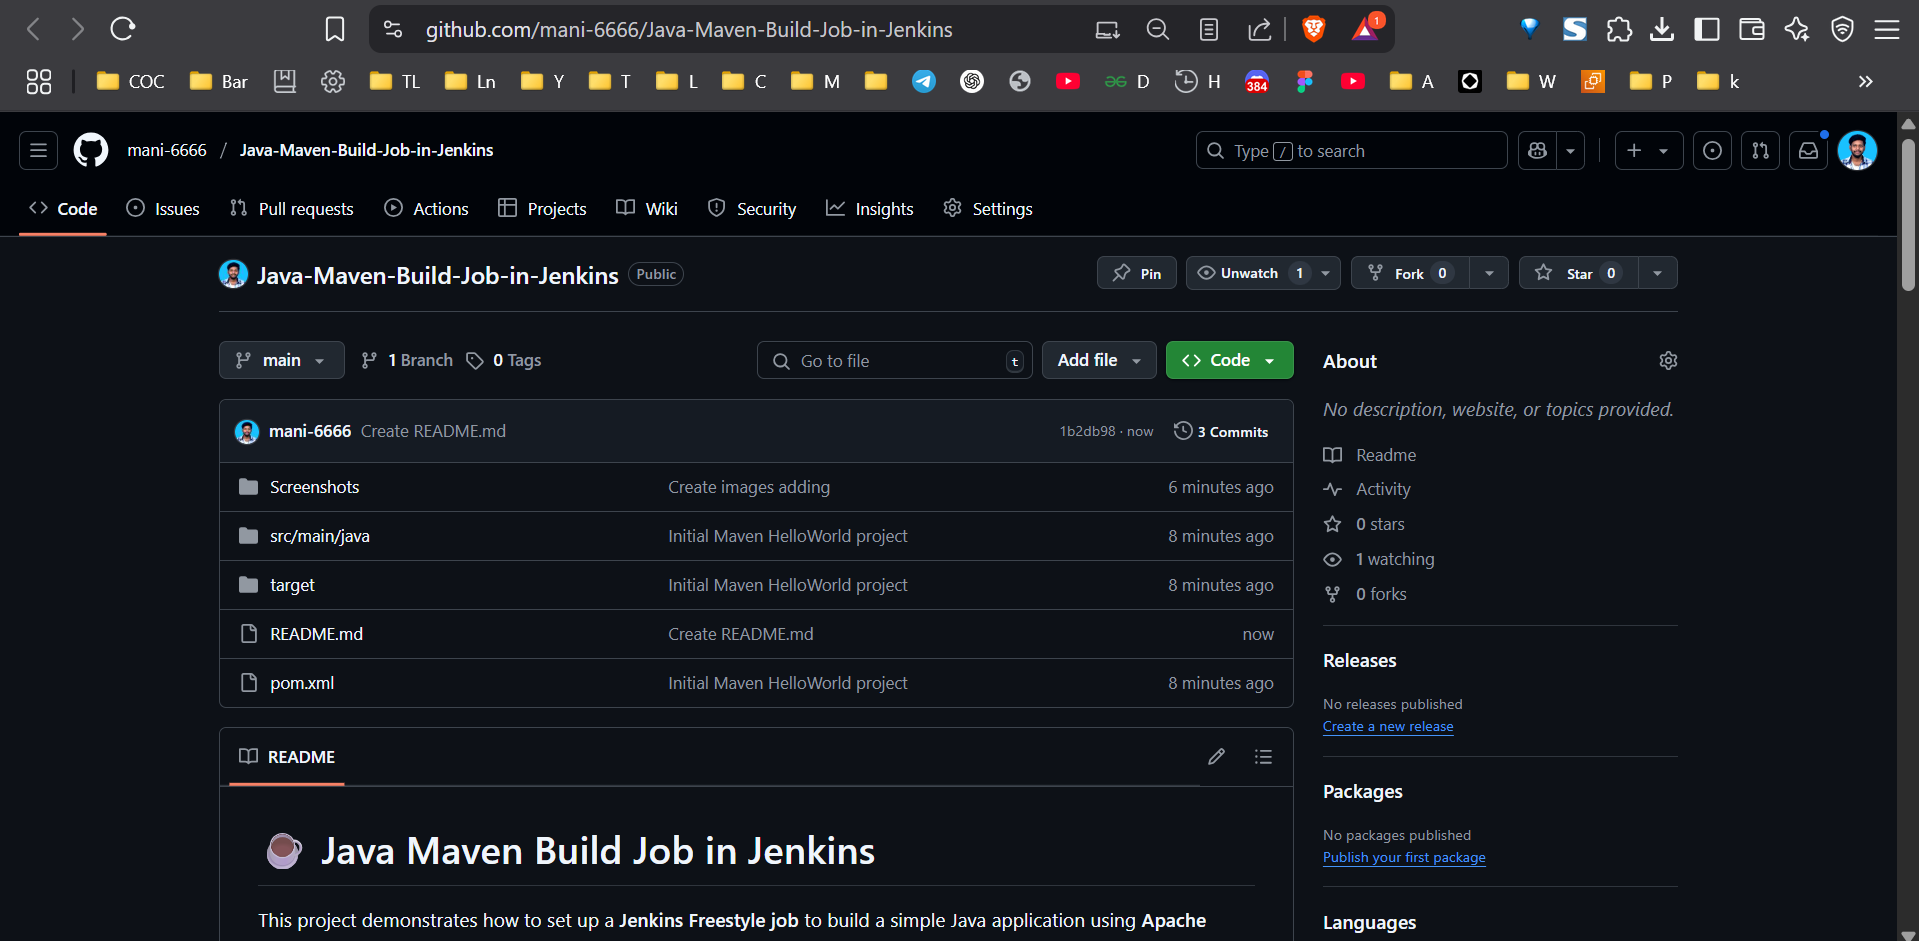 github.com/mani-6666/Java-Maven-Build-Job-in-Jenkins
1
COC
Bar
TL
Ln
Y
T
L
C
M
D
H
384
A
W
P
k
mani-6666 / Java-Maven-Build-Job-in-Jenkins
Type / to search
Code
Issues
Pull requests
Actions
Projects
Wiki
Security
Insights
Settings
Java-Maven-Build-Job-in-Jenkins Public
Pin
Unwatch 1
Fork 0
Star 0
main
1 Branch
0 Tags
Go to file t
Add file
Code
mani-6666 Create README.md 1b2db98 · now 3 Commits
Screenshots Create images adding 6 minutes ago
src/main/java Initial Maven HelloWorld project 8 minutes ago
target Initial Maven HelloWorld project 8 minutes ago
README.md Create README.md now
pom.xml Initial Maven HelloWorld project 8 minutes ago
README
Java Maven Build Job in Jenkins
This project demonstrates how to set up a Jenkins Freestyle job to build a simple Java application using Apache
About
No description, website, or topics provided.
Readme
Activity
0 stars
1 watching
0 forks
Releases
No releases published
Create a new release
Packages
No packages published
Publish your first package
Languages